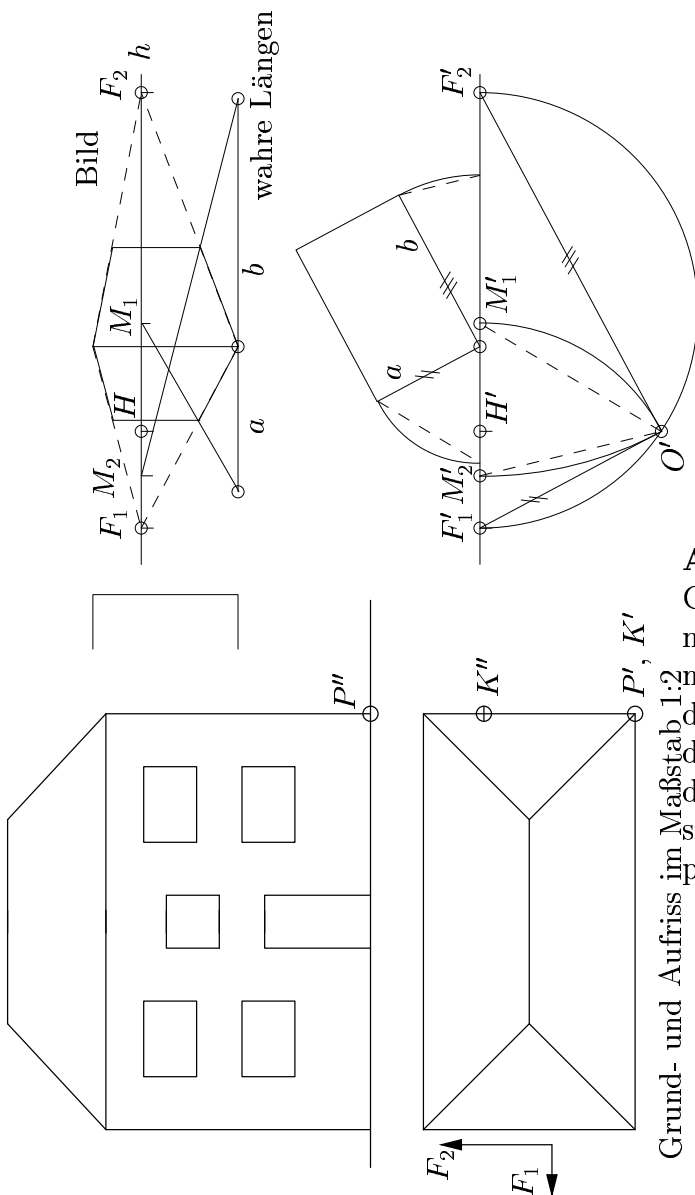 Bild
F₂
h
M₁
H
M₂
F₁
wahre Längen
b
a
F′₂
b
M′₁
a
H′
M′₂
F′₁
O′
P″
K″
P′, K′
F₂
F₁
Grund- und Aufriss im Maßstab 1:2